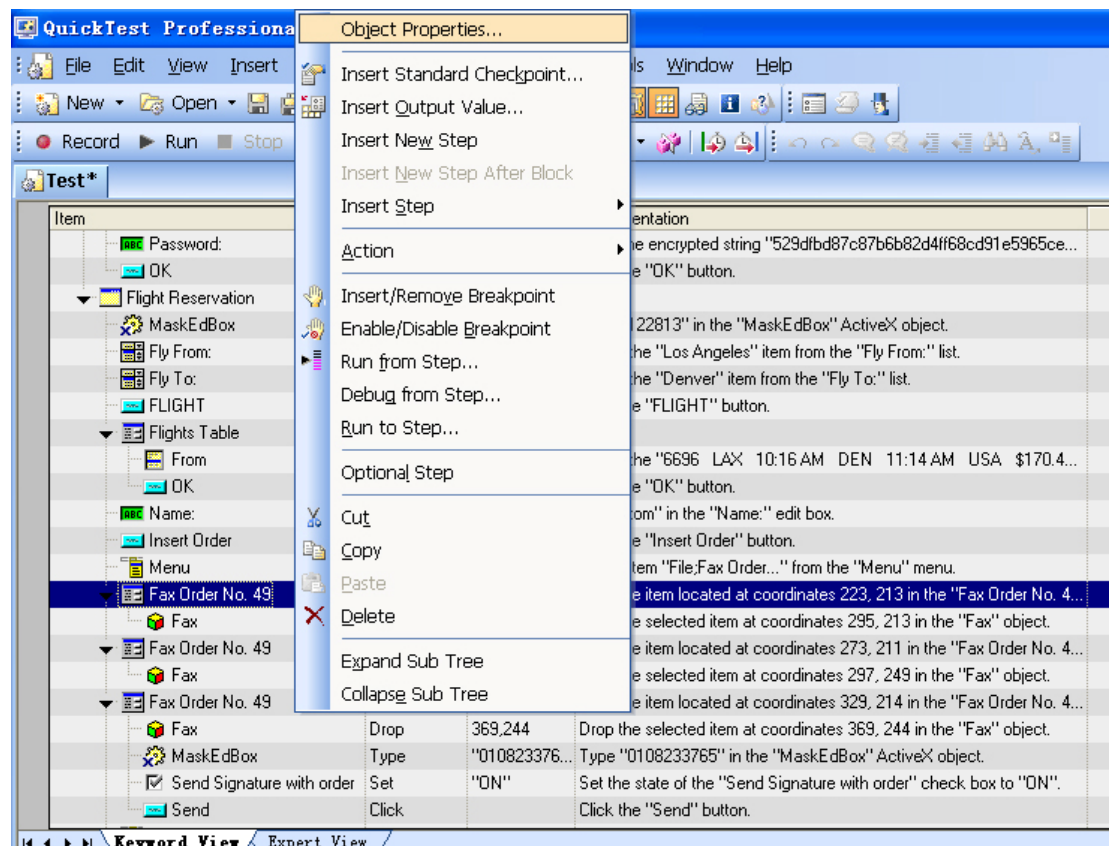 QuickTest Professiona
File Edit View Insert ls Window Help
New Open
Record Run Stop
Test*
Object Properties...
Insert Standard Checkpoint...
Insert Output Value...
Insert New Step
Insert New Step After Block
Insert Step
Action
Insert/Remove Breakpoint
Enable/Disable Breakpoint
Run from Step...
Debug from Step...
Run to Step...
Optional Step
Cut
Copy
Paste
Delete
Expand Sub Tree
Collapse Sub Tree
Item entation
Password: he encrypted string "529dfbd87c87b6b82d4ff68cd91e5965ce...
OK e "OK" button.
Flight Reservation
MaskEdBox 122813" in the "MaskEdBox" ActiveX object.
Fly From: the "Los Angeles" item from the "Fly From:" list.
Fly To: the "Denver" item from the "Fly To:" list.
FLIGHT e "FLIGHT" button.
Flights Table
From the "6696 LAX 10:16 AM DEN 11:14 AM USA $170.4...
OK e "OK" button.
Name: om" in the "Name:" edit box.
Insert Order e "Insert Order" button.
Menu tem "File;Fax Order..." from the "Menu" menu.
Fax Order No. 49 e item located at coordinates 223, 213 in the "Fax Order No. 4...
Fax e selected item at coordinates 295, 213 in the "Fax" object.
Fax Order No. 49 e item located at coordinates 273, 211 in the "Fax Order No. 4...
Fax e selected item at coordinates 297, 249 in the "Fax" object.
Fax Order No. 49 e item located at coordinates 329, 214 in the "Fax Order No. 4...
Fax Drop 369,244 Drop the selected item at coordinates 369, 244 in the "Fax" object.
MaskEdBox Type "010823376... Type "0108233765" in the "MaskEdBox" ActiveX object.
Send Signature with order Set "ON" Set the state of the "Send Signature with order" check box to "ON".
Send Click Click the "Send" button.
Keyword View Expert View